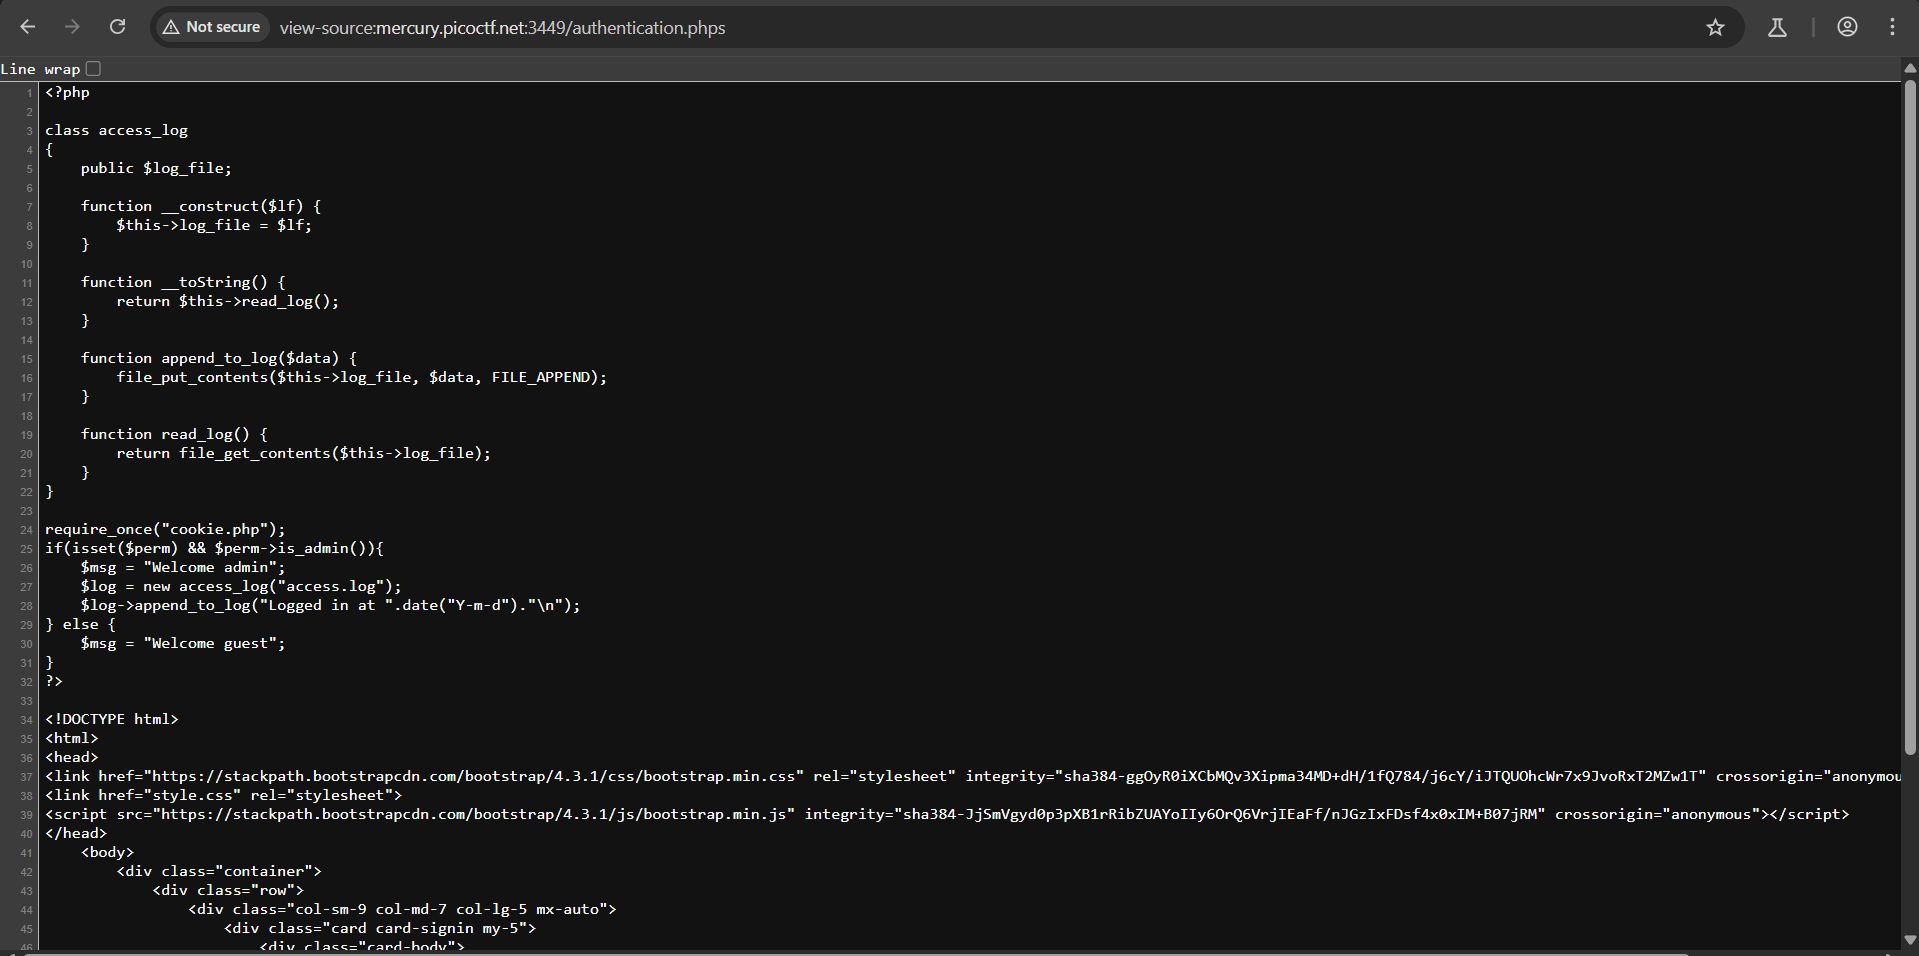 Not secure view-source:mercury.picoctf.net:3449/authentication.phps
Line wrap
1 <?php
2
3 class access_log
4 {
5     public $log_file;
6
7     function __construct($lf) {
8         $this->log_file = $lf;
9     }
10
11     function __toString() {
12         return $this->read_log();
13     }
14
15     function append_to_log($data) {
16         file_put_contents($this->log_file, $data, FILE_APPEND);
17     }
18
19     function read_log() {
20         return file_get_contents($this->log_file);
21     }
22 }
23
24 require_once("cookie.php");
25 if(isset($perm) && $perm->is_admin()){
26     $msg = "Welcome admin";
27     $log = new access_log("access.log");
28     $log->append_to_log("Logged in at ".date("Y-m-d")."\n");
29 } else {
30     $msg = "Welcome guest";
31 }
32 ?>
33
34 <!DOCTYPE html>
35 <html>
36 <head>
37 <link href="https://stackpath.bootstrapcdn.com/bootstrap/4.3.1/css/bootstrap.min.css" rel="stylesheet" integrity="sha384-ggOyR0iXCbMQv3Xipma34MD+dH/1fQ784/j6cY/iJTQUOhcWr7x9JvoRxT2MZw1T" crossorigin="anonymou
38 <link href="style.css" rel="stylesheet">
39 <script src="https://stackpath.bootstrapcdn.com/bootstrap/4.3.1/js/bootstrap.min.js" integrity="sha384-JjSmVgyd0p3pXB1rRibZUAYoIIy6OrQ6VrjIEaFf/nJGzIxFDsf4x0xIM+B07jRM" crossorigin="anonymous"></script>
40 </head>
41     <body>
42         <div class="container">
43             <div class="row">
44                 <div class="col-sm-9 col-md-7 col-lg-5 mx-auto">
45                     <div class="card card-signin my-5">
46                         <div class="card-body">